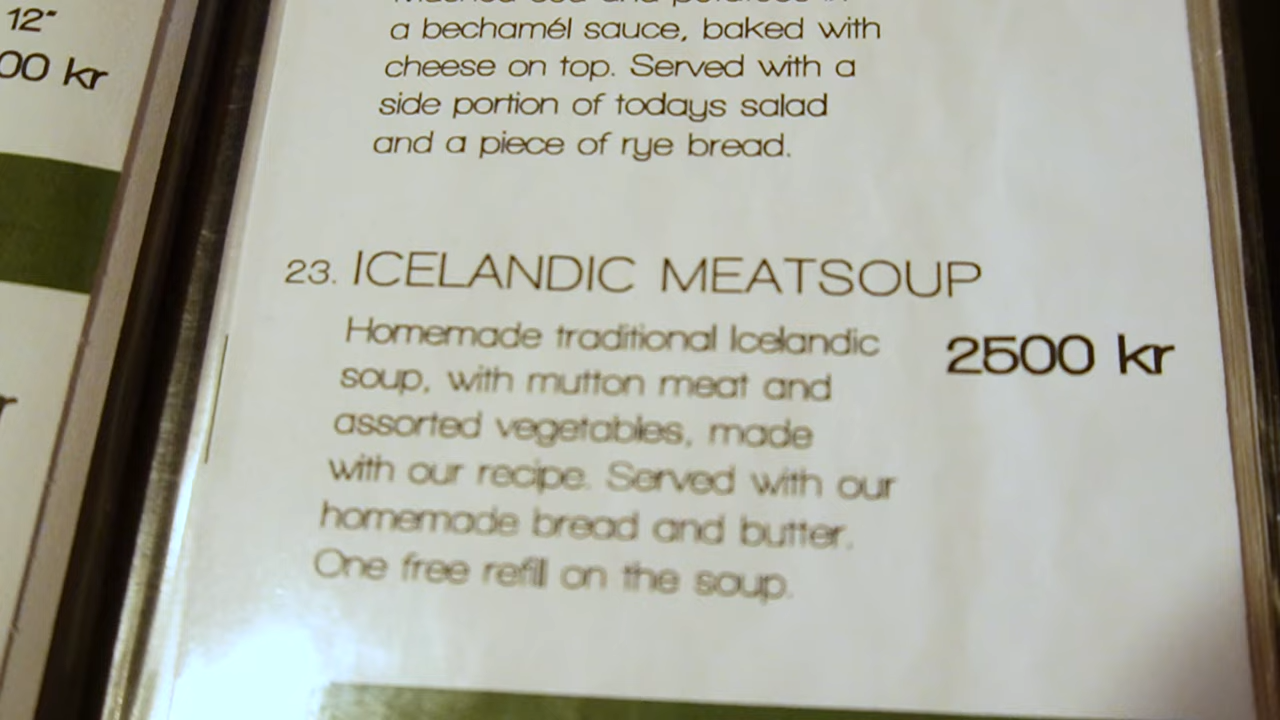 12"
00 kr
a bechamél sauce, baked with
cheese on top. Served with a
side portion of todays salad
and a piece of rye bread.
23. ICELANDIC MEATSOUP
Homemade traditional Icelandic
2500 kr
soup, with mutton meat and
assorted vegetables, made
with our recipe. Served with our
homemade bread and butter.
One free refill on the soup.